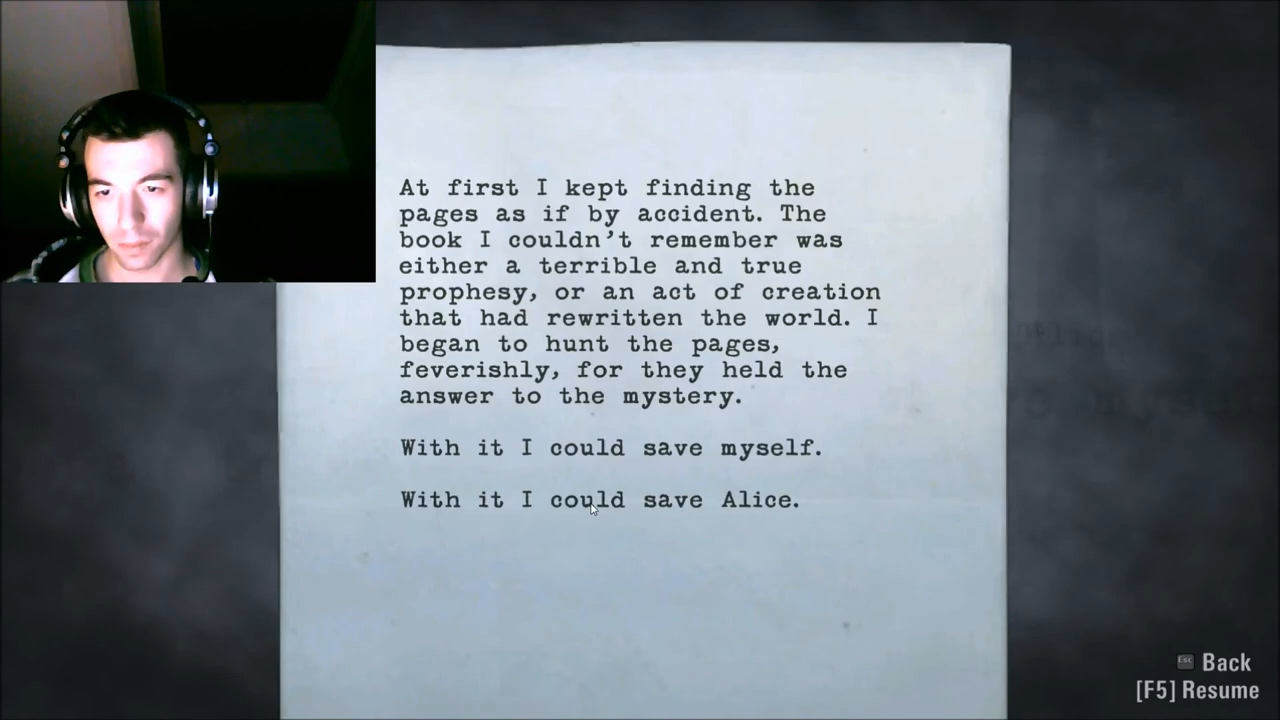 At first I kept finding the
pages as if by accident. The
book I couldn't remember was
either a terrible and true
prophesy, or an act of creation
that had rewritten the world. I
began to hunt the pages,
feverishly, for they held the
answer to the mystery.
With it I could save myself.
With it I could save Alice.
Esc Back
[F5] Resume